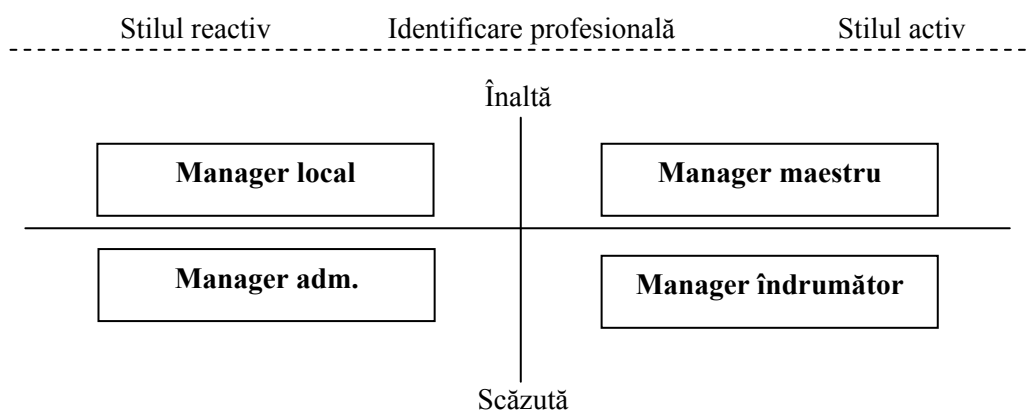 Stilul reactiv Identificare profesională Stilul activ
Înaltă
Manager local Manager maestru
Manager adm. Manager îndrumător
Scăzută